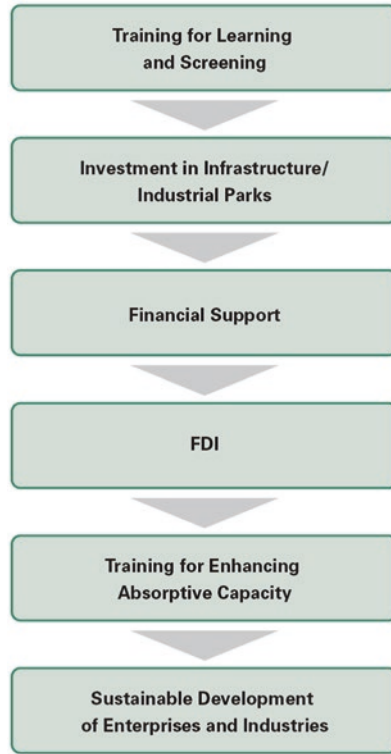 Training for Learning
and Screening
Investment in Infrastructure/
Industrial Parks
Financial Support
FDI
Training for Enhancing
Absorptive Capacity
Sustainable Development
of Enterprises and Industries